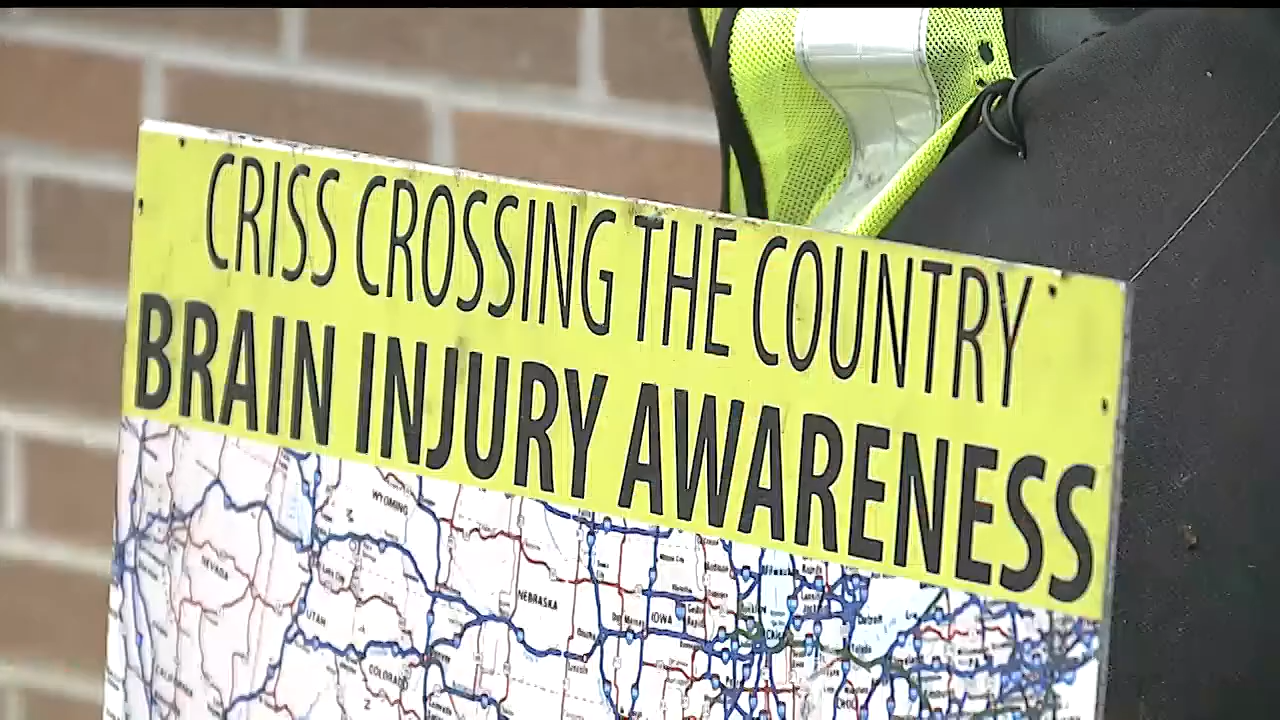 CRISS CROSSING THE COUNTRY
BRAIN INJURY AWARENESS
WYOMING
NEVADA
NEBRASKA
UTAH
IOWA
COLORADO